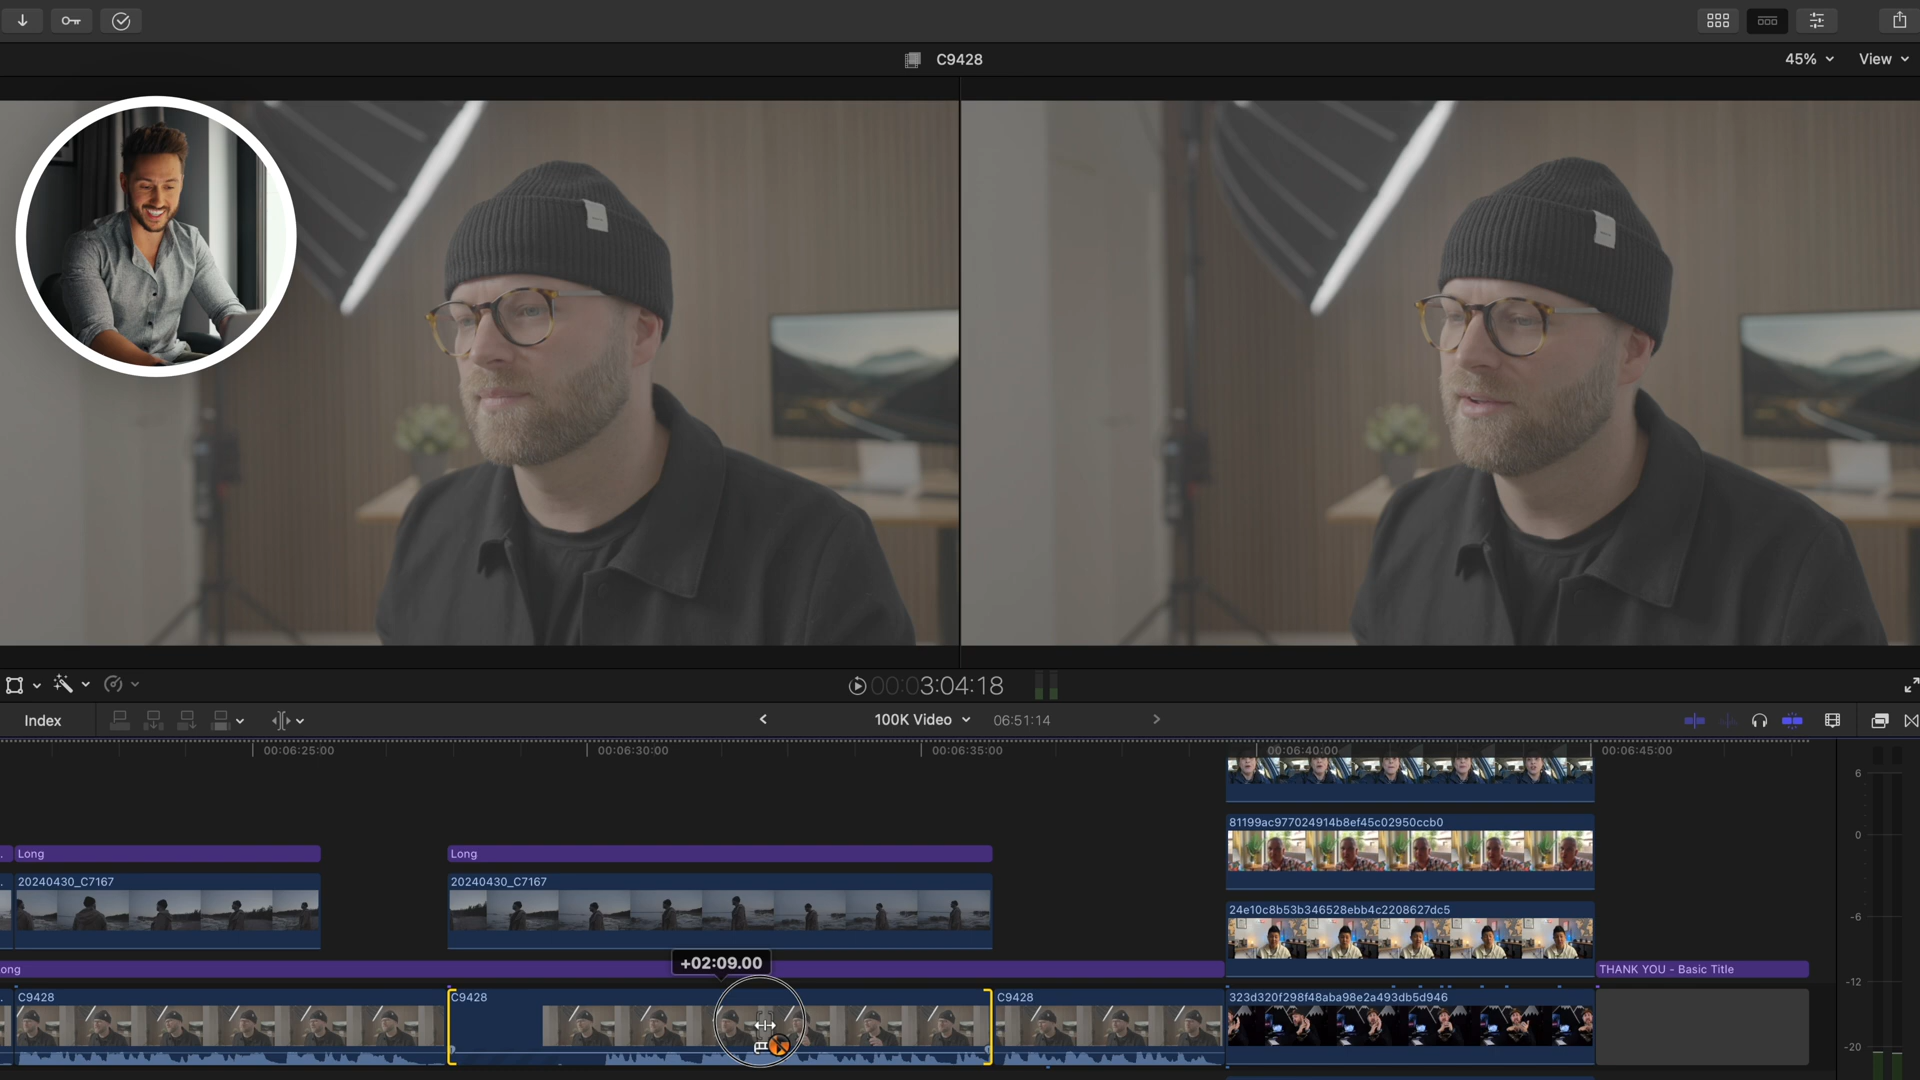 C9428
45%
View
00:03:04:18
Index
100K Video
06:51:14
00:06:25:00
00:06:30:00
00:06:35:00
00:06:40:00
00:06:45:00
6
0
-6
-12
-20
81199ac977024914b8ef45c02950ccb0
Long
Long
20240430_C7167
20240430_C7167
24e10c8b53b346528ebb4c2208627dc5
+02:09.00
ong
THANK YOU - Basic Title
C9428
C9428
C9428
323d320f298f48aba98e2a493db5d946